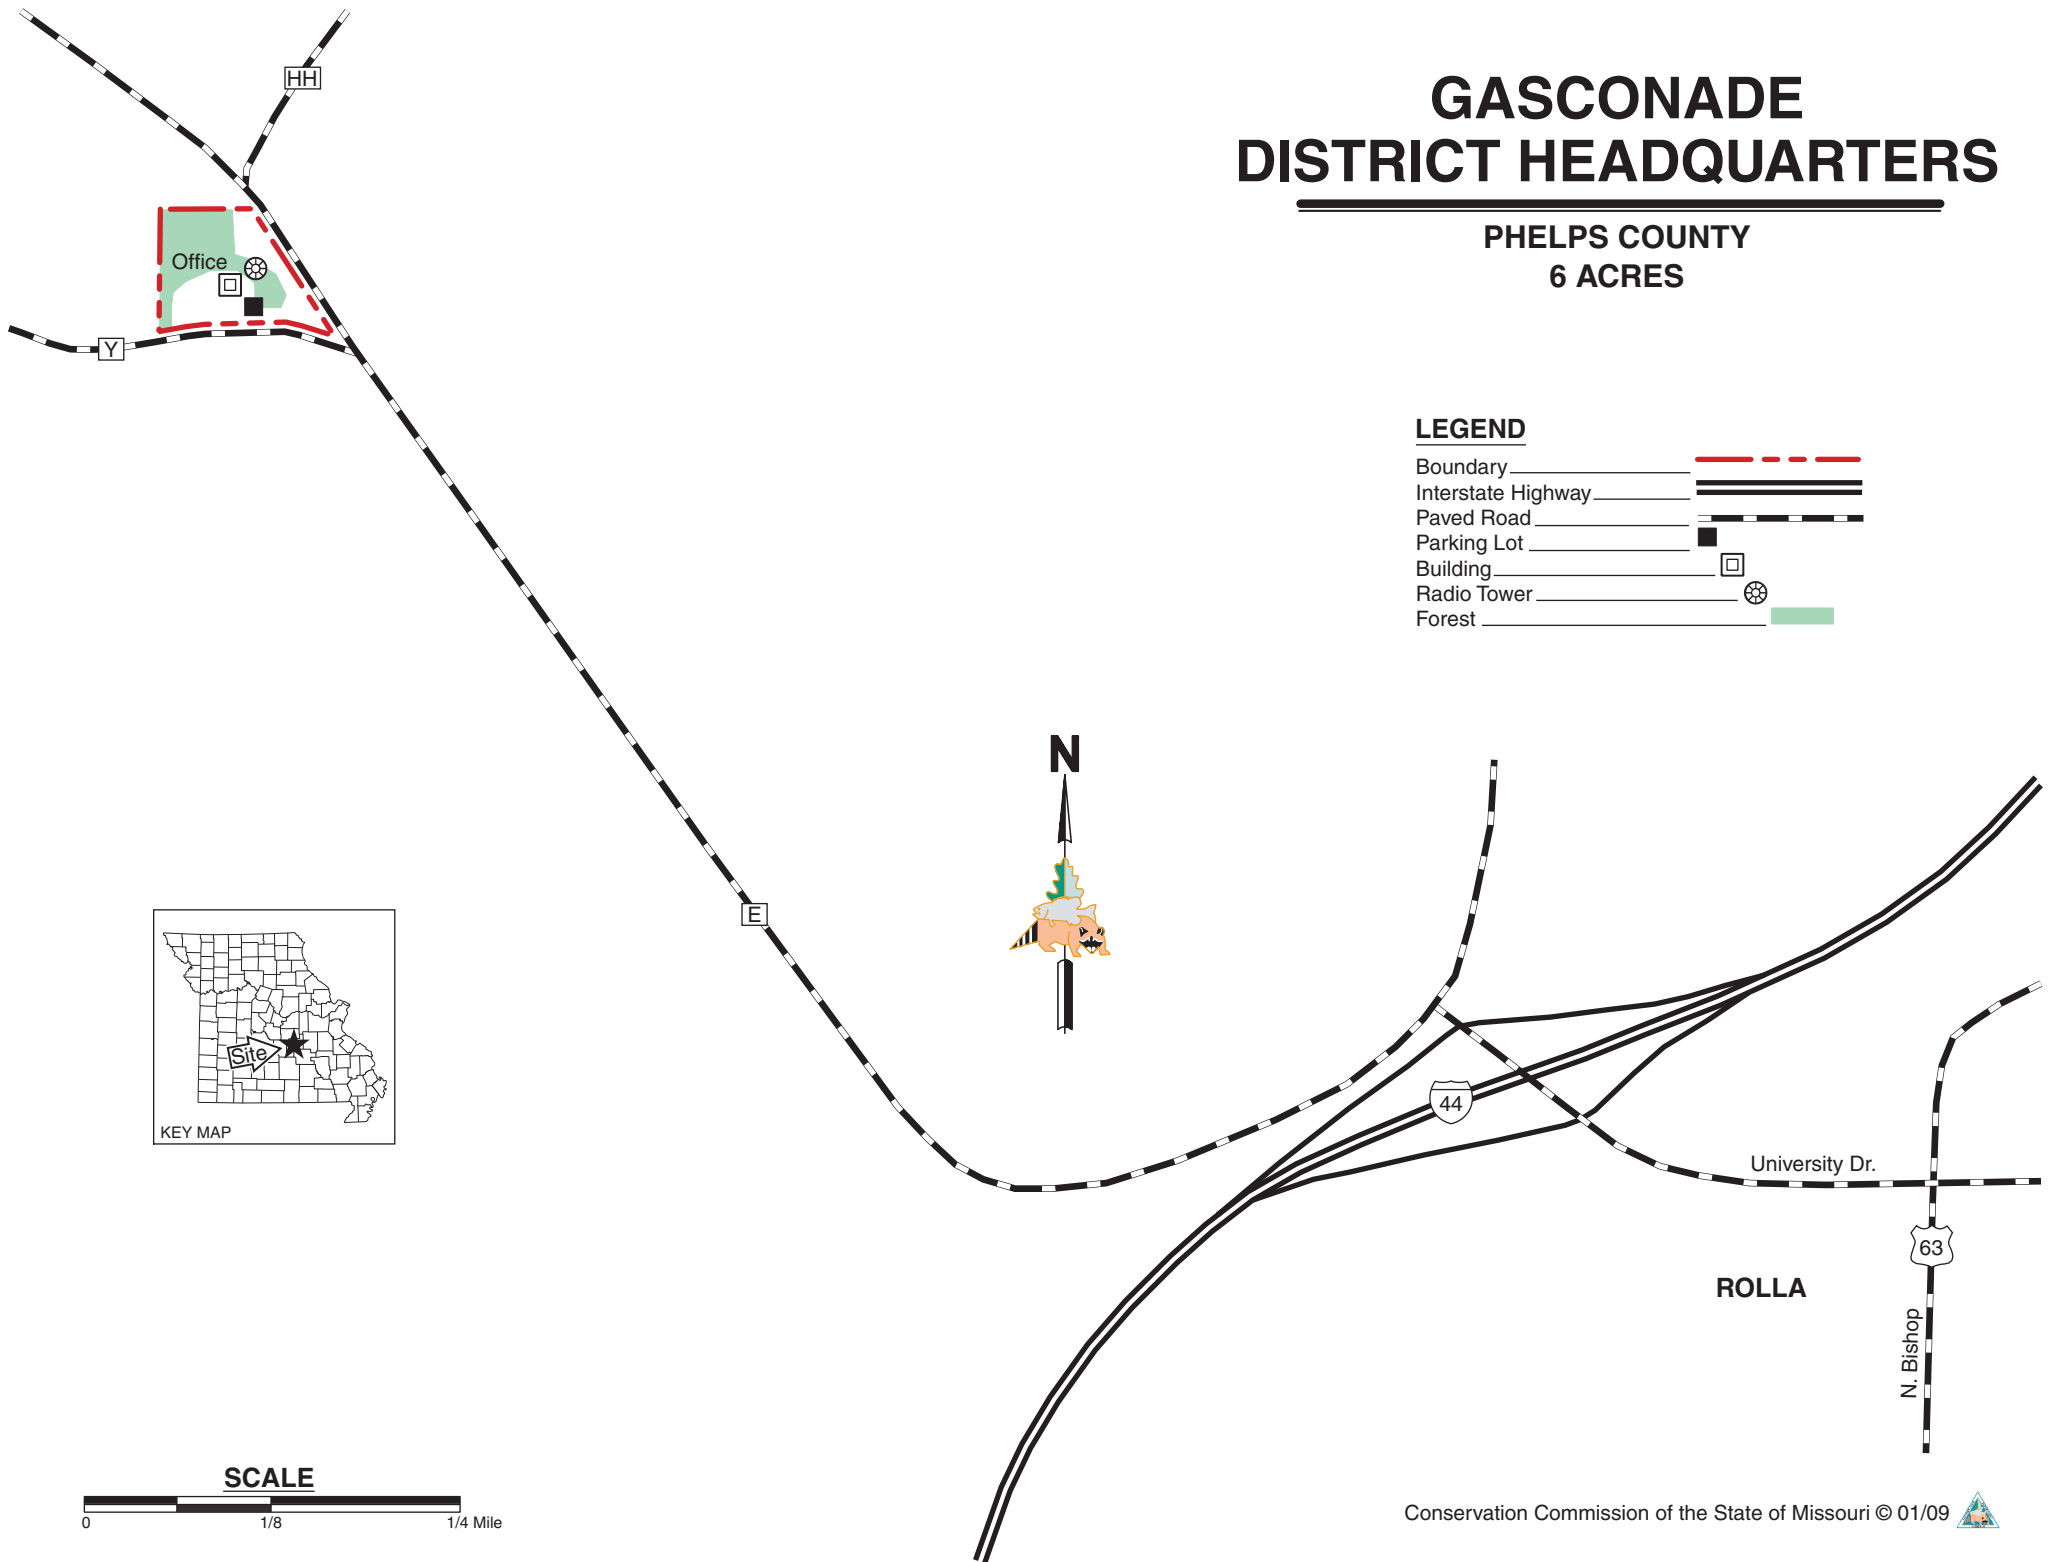 GASCONADE
DISTRICT HEADQUARTERS
PHELPS COUNTY
6 ACRES
HH
Office
Y
LEGEND
Boundary
Interstate Highway
Paved Road
Parking Lot
Building
Radio Tower
Forest
N
E
Site
KEY MAP
44
University Dr.
63
ROLLA
N. Bishop
SCALE
0 1/8 1/4 Mile
Conservation Commission of the State of Missouri © 01/09